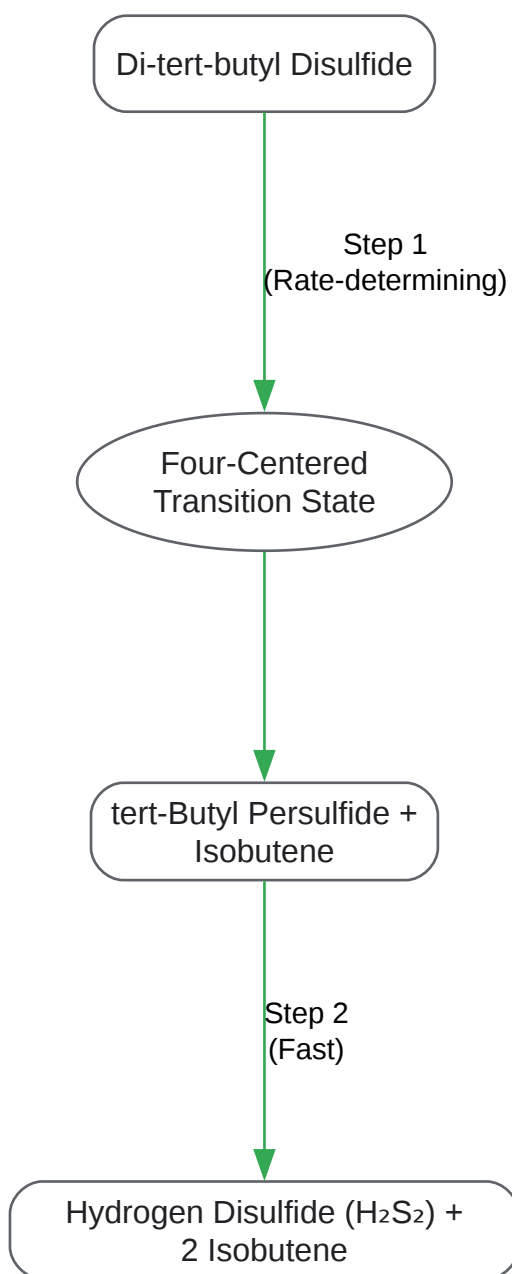 Di-tert-butyl Disulfide
Step 1
(Rate-determining)
Four-Centered
Transition State
tert-Butyl Persulfide +
Isobutene
Step 2
(Fast)
Hydrogen Disulfide (H₂S₂) +
2 Isobutene